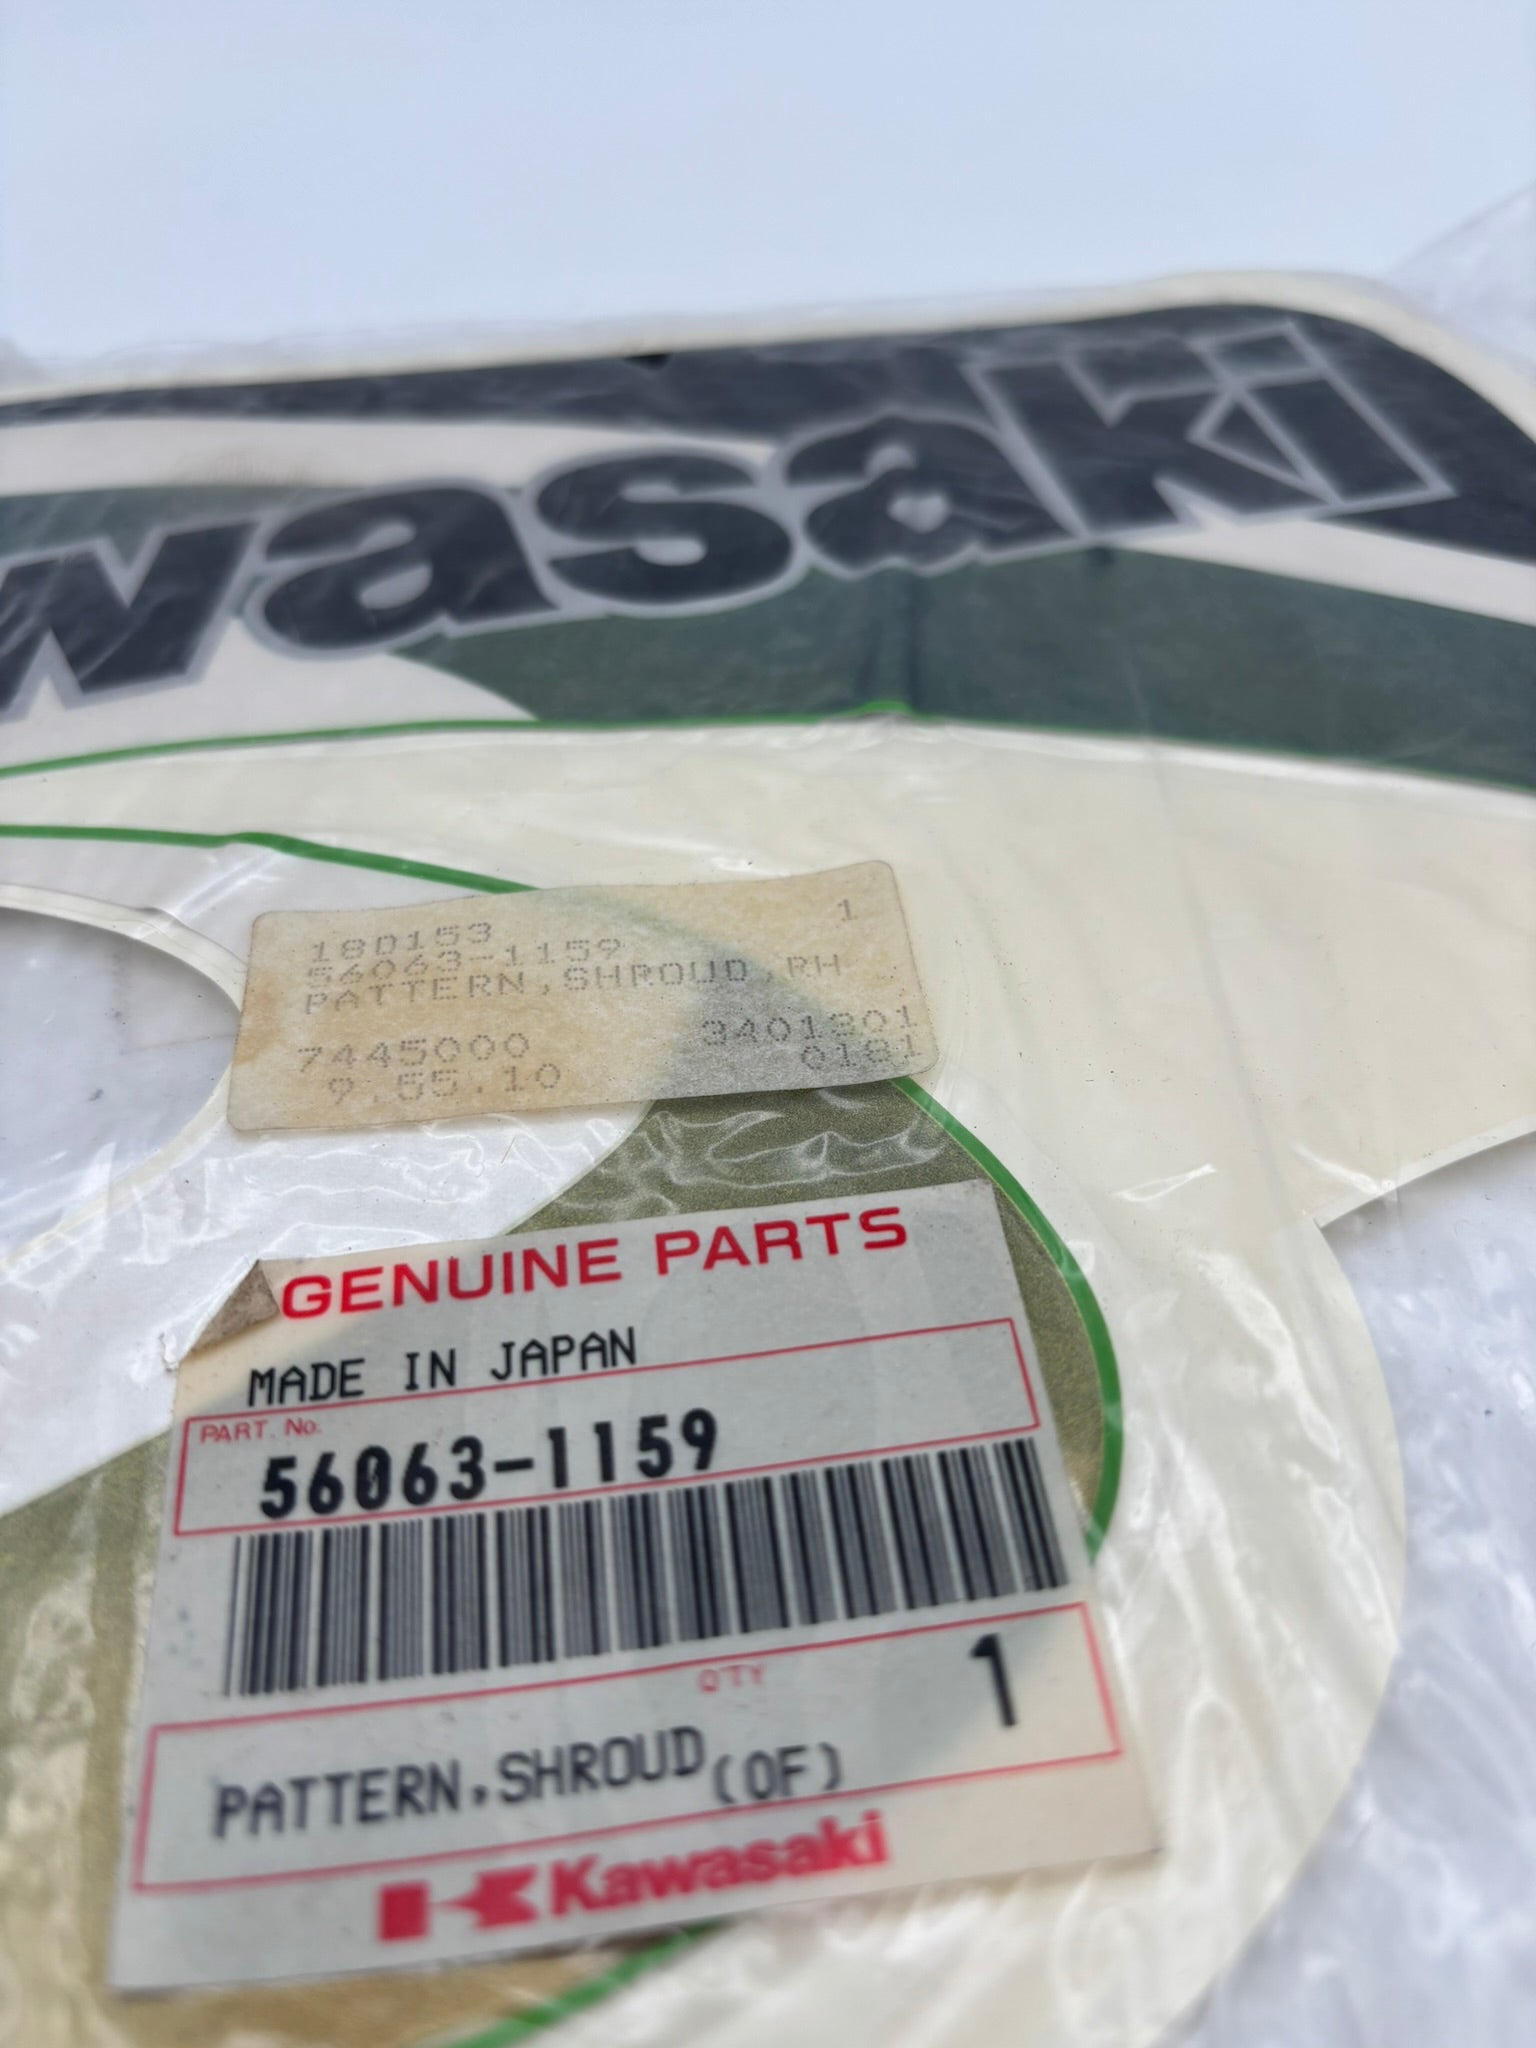 wasaki
18D153 1
56063-1159
PATTERN,SHROUD,RH
7445000 3401301
9.55.10 0181
GENUINE PARTS
MADE IN JAPAN
PART. No.
56063-1159
QTY 1
PATTERN,SHROUD(OF)
Kawasaki